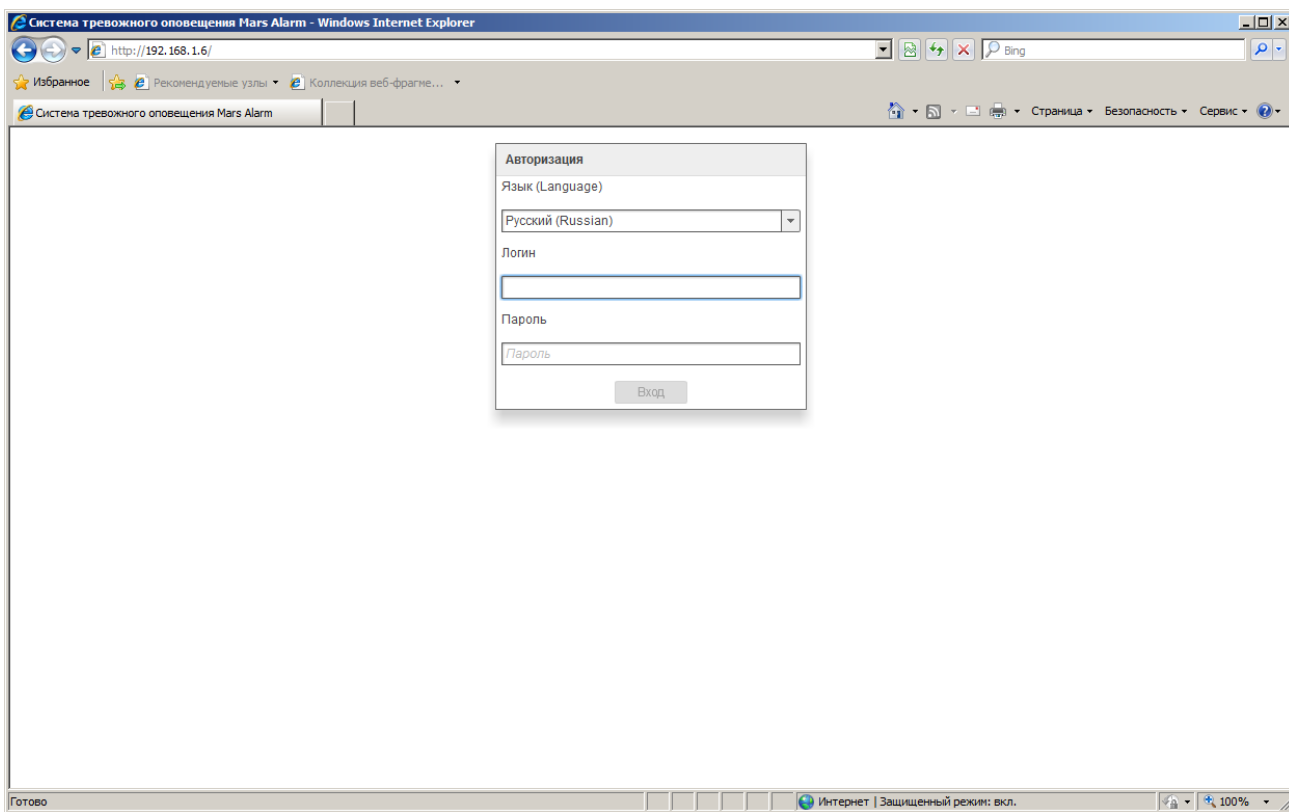 Система тревожного оповещения Mars Alarm - Windows Internet Explorer
http://192.168.1.6/
Bing
Избранное Рекомендуемые узлы Коллекция веб-фрагме...
Система тревожного оповещения Mars Alarm
Страница Безопасность Сервис
Авторизация
Язык (Language)
Русский (Russian)
Логин
Пароль
Пароль
Вход
Готово
Интернет | Защищенный режим: вкл.
100%